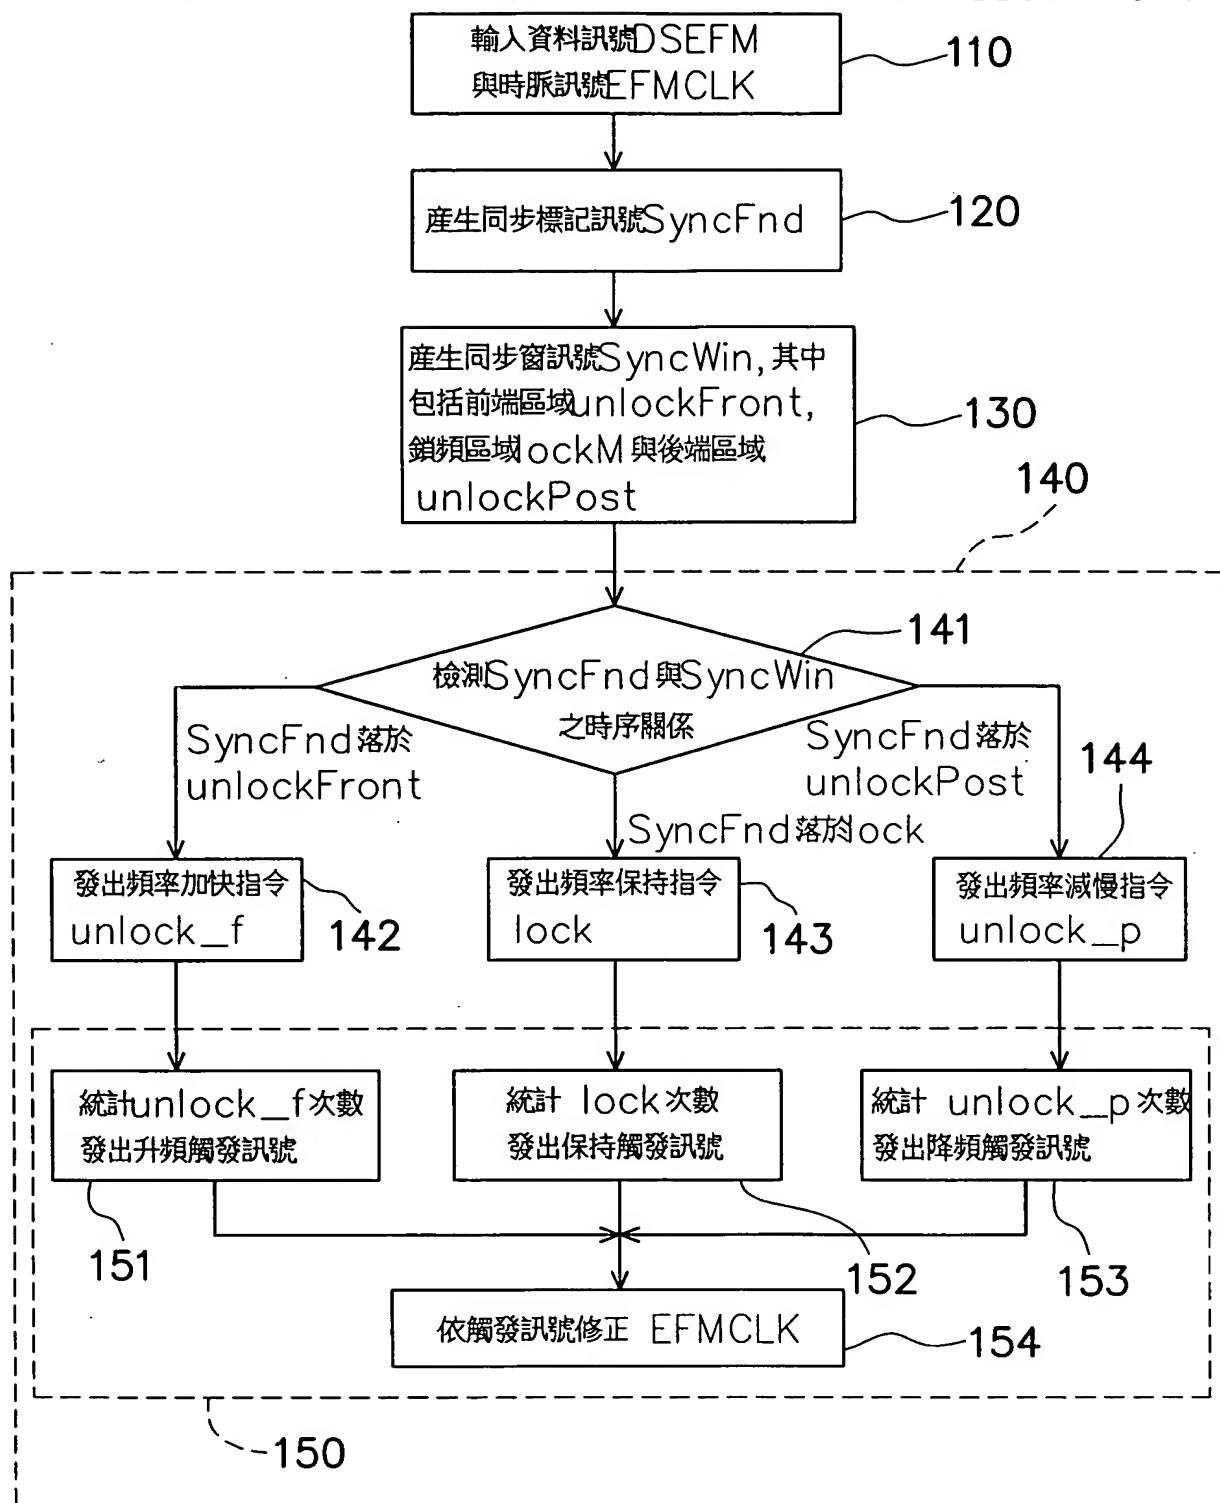 輸入資料訊號DSEFM
與時脈訊號EFMCLK
110
產生同步標記訊號SyncFnd
120
產生同步窗訊號SyncWin, 其中
包括前端區域unlockFront,
鎖頻區域lockM與後端區域
unlockPost
130
140
141
檢測SyncFnd與SyncWin
之時序關係
SyncFnd落於
unlockFront
SyncFnd落於lock
SyncFnd落於
unlockPost
144
發出頻率加快指令
unlock_f
142
發出頻率保持指令
lock
143
發出頻率減慢指令
unlock_p
統計unlock_f次數
發出升頻觸發訊號
151
統計 lock次數
發出保持觸發訊號
152
統計 unlock_p次數
發出降頻觸發訊號
153
依觸發訊號修正 EFMCLK
154
150